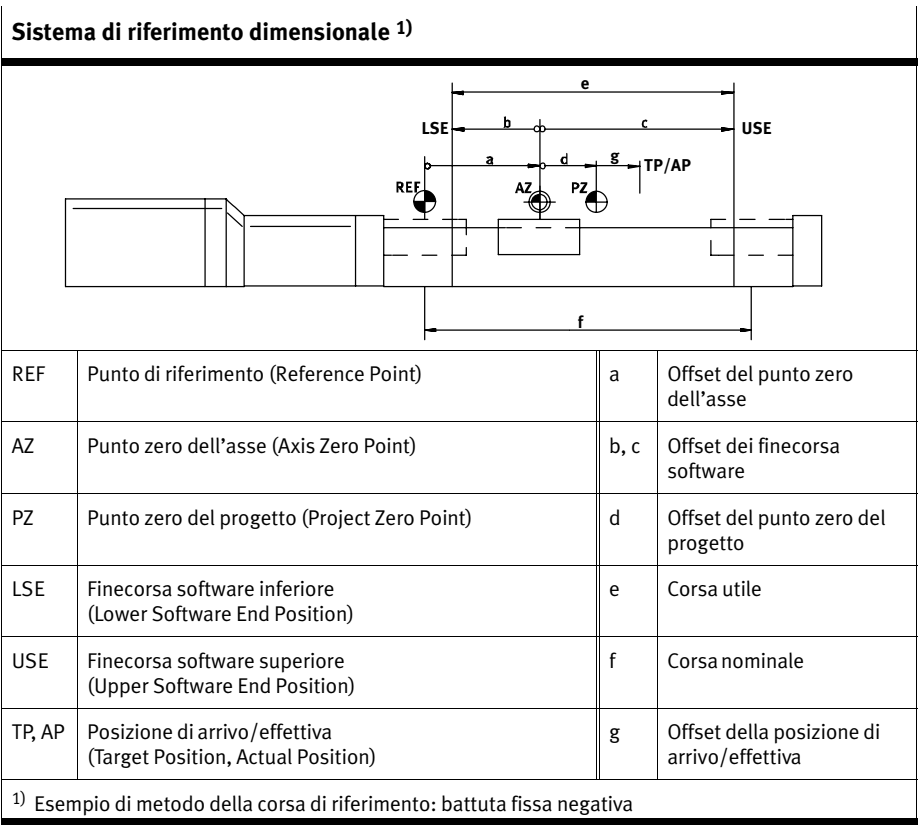 Sistema di riferimento dimensionale 1)
e
LSE b c USE
a d g TP/AP
REF AZ PZ
f
REF Punto di riferimento (Reference Point) a Offset del punto zero
dell’asse
AZ Punto zero dell’asse (Axis Zero Point) b, c Offset dei finecorsa
software
PZ Punto zero del progetto (Project Zero Point) d Offset del punto zero del
progetto
LSE Finecorsa software inferiore e Corsa utile
(Lower Software End Position)
USE Finecorsa software superiore f Corsa nominale
(Upper Software End Position)
TP, AP Posizione di arrivo/effettiva g Offset della posizione di
(Target Position, Actual Position) arrivo/effettiva
1) Esempio di metodo della corsa di riferimento: battuta fissa negativa